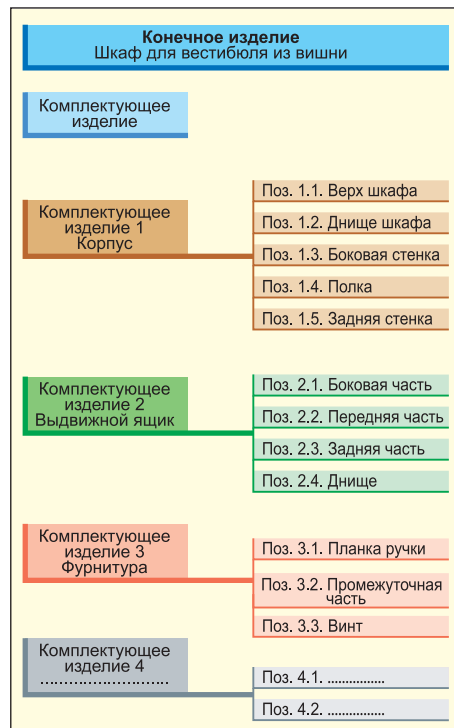 Конечное изделие
Шкаф для вестибюля из вишни
Комплектующее
изделие
Комплектующее
изделие 1
Корпус
Поз. 1.1. Верх шкафа
Поз. 1.2. Днище шкафа
Поз. 1.3. Боковая стенка
Поз. 1.4. Полка
Поз. 1.5. Задняя стенка
Комплектующее
изделие 2
Выдвижной ящик
Поз. 2.1. Боковая часть
Поз. 2.2. Передняя часть
Поз. 2.3. Задняя часть
Поз. 2.4. Днище
Комплектующее
изделие 3
Фурнитура
Поз. 3.1. Планка ручки
Поз. 3.2. Промежуточная
часть
Поз. 3.3. Винт
Комплектующее
изделие 4
........................
Поз. 4.1. ................
Поз. 4.2. ................